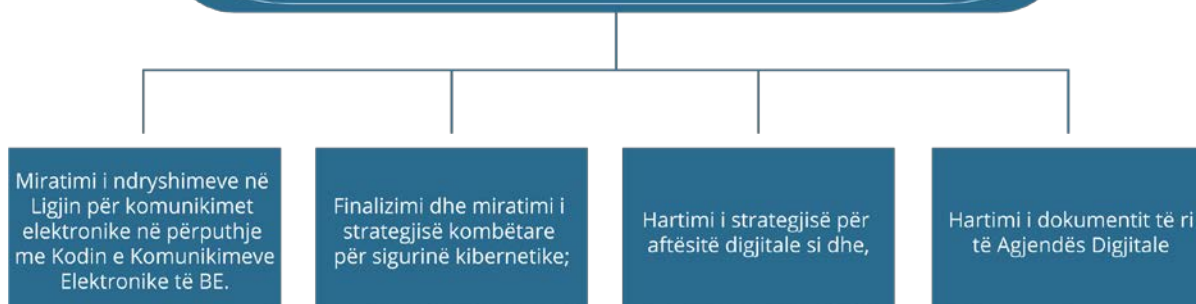 Miratimi i ndryshimeve në
Ligjin për komunikimet
elektronike në përputhje
me Kodin e Komunikimeve
Elektronike të BE.
Finalizimi dhe miratimi i
strategjisë kombëtare
për sigurinë kibernetike;
Hartimi i strategjisë për
aftësitë digjitale si dhe,
Hartimi i dokumentit të ri
të Agjendës Digjitale